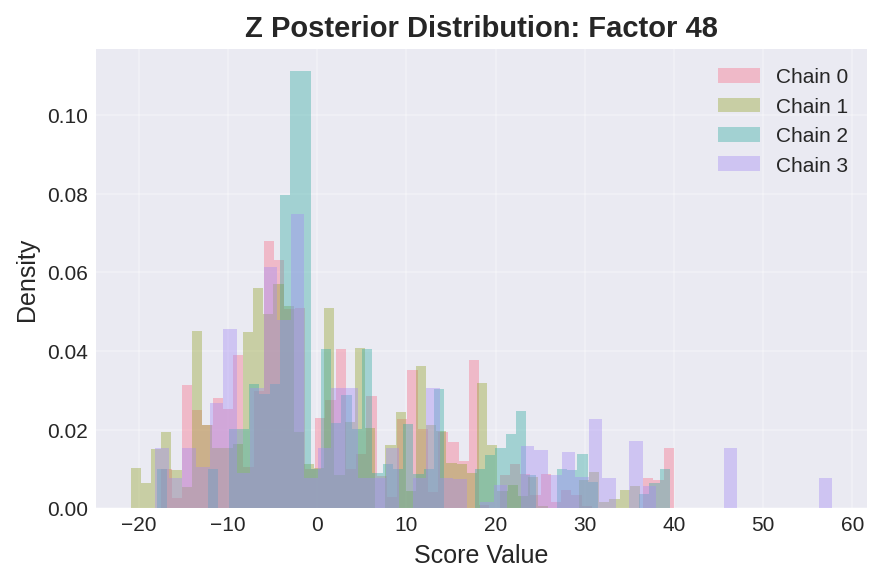 Z Posterior Distribution: Factor 48
Chain 0
Chain 1
Chain 2
Chain 3
Density
0.10
0.08
0.06
0.04
0.02
0.00
−20 −10 0 10 20 30 40 50 60
Score Value